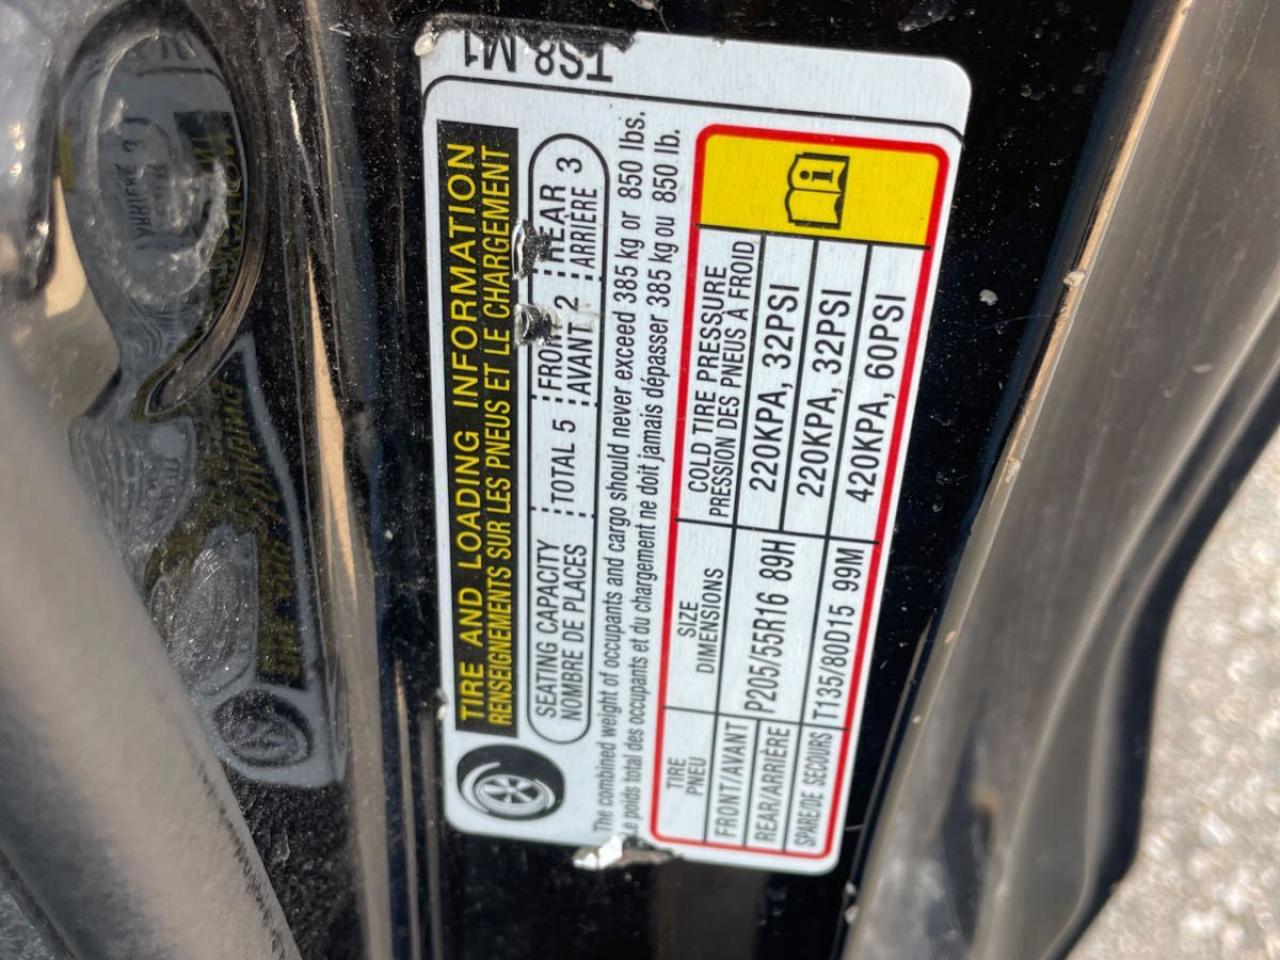 TS8 M1
TIRE AND LOADING INFORMATION
RENSEIGNEMENTS SUR LES PNEUS ET LE CHARGEMENT
SEATING CAPACITY TOTAL 5 FRONT 2 REAR 3
NOMBRE DE PLACES AVANT ARRIÈRE
The combined weight of occupants and cargo should never exceed 385 kg or 850 lbs.
Le poids total des occupants et du chargement ne doit jamais dépasser 385 kg ou 850 lb.
TIRE SIZE COLD TIRE PRESSURE
PNEU DIMENSIONS PRESSION DES PNEUS À FROID
FRONT/AVANT P205/55R16 89H 220KPA, 32PSI
REAR/ARRIÈRE 220KPA, 32PSI
SPARE/DE SECOURS T135/80D15 99M 420KPA, 60PSI